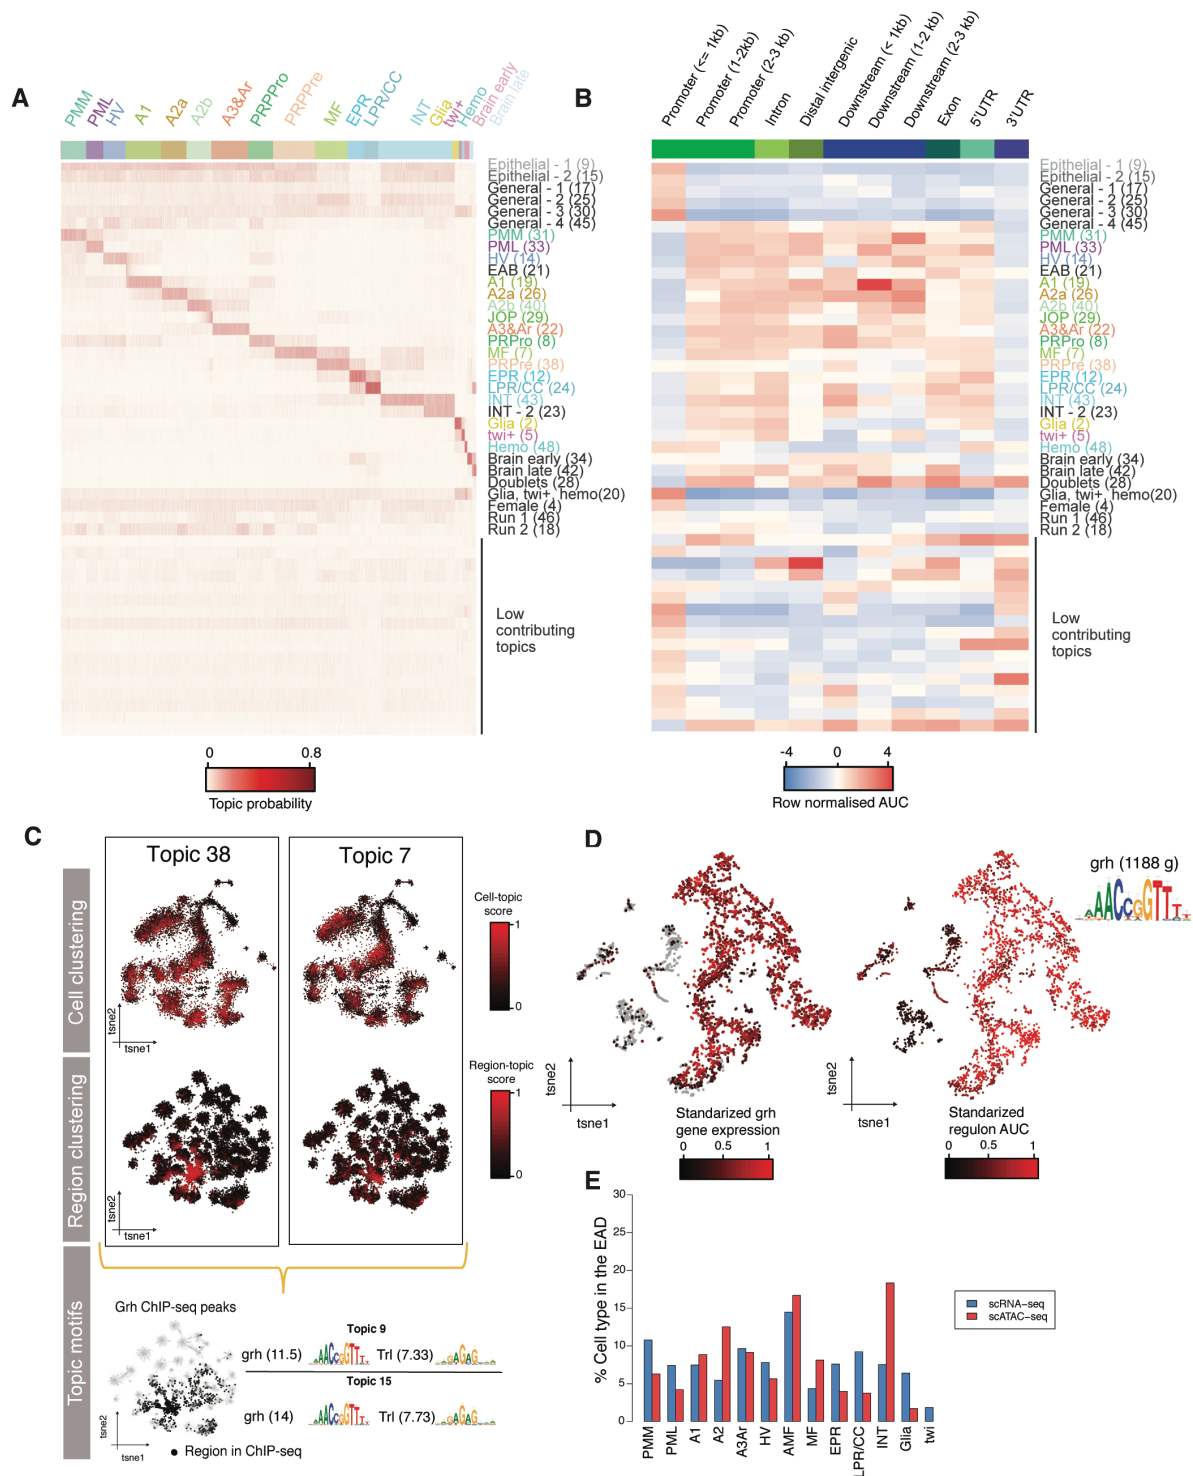 A
PMM
PML
HV
A1
A2a
A2b
A3&Ar
PRPPro
PRPPre
MF
EPR
LPR/CC
INT
Glia
twi+
Hemo
Brain early
Brain late
Epithelial - 1 (9)
Epithelial - 2 (15)
General - 1 (17)
General - 2 (25)
General - 3 (30)
General - 4 (45)
PMM (31)
PML (33)
HV (14)
EAB (21)
A1 (19)
A2a (26)
A2b (40)
JOP (29)
A3&Ar (22)
PRPro (8)
MF (7)
PRPre (38)
EPR (12)
LPR/CC (24)
INT (43)
INT - 2 (23)
Glia (2)
twi+ (5)
Hemo (48)
Brain early (34)
Brain late (42)
Doublets (28)
Glia, twi+, hemo(20)
Female (4)
Run 1 (46)
Run 2 (18)
Low
contributing
topics
0 0.8
Topic probability
B
Promoter (<= 1kb)
Promoter (1-2kb)
Promoter (2-3 kb)
Intron
Distal intergenic
Downstream (< 1kb)
Downstream (1-2 kb)
Downstream (2-3 kb)
Exon
5'UTR
3'UTR
Epithelial - 1 (9)
Epithelial - 2 (15)
General - 1 (17)
General - 2 (25)
General - 3 (30)
General - 4 (45)
PMM (31)
PML (33)
HV (14)
EAB (21)
A1 (19)
A2a (26)
A2b (40)
JOP (29)
A3&Ar (22)
PRPro (8)
MF (7)
PRPre (38)
EPR (12)
LPR/CC (24)
INT (43)
INT - 2 (23)
Glia (2)
twi+ (5)
Hemo (48)
Brain early (34)
Brain late (42)
Doublets (28)
Glia, twi+, hemo(20)
Female (4)
Run 1 (46)
Run 2 (18)
Low
contributing
topics
-4 0 4
Row normalised AUC
C
Topic 38
Topic 7
Cell clustering
tsne2
tsne1
Cell-topic
score
1
0
Region clustering
tsne2
tsne1
Region-topic
score
1
0
Topic motifs
Grh ChIP-seq peaks
tsne2
tsne1
Region in ChIP-seq
Topic 9
grh (11.5)
AACCGGTT
Trl (7.33)
GAGAG
Topic 15
grh (14)
AACCGGTT
Trl (7.73)
GAGAG
D
tsne2
tsne1
Standarized grh
gene expression
0 0.5 1
tsne2
tsne1
Standarized
regulon AUC
0 0.5 1
grh (1188 g)
AAACCGGTTTT
E
% Cell type in the EAD
30
25
20
15
10
5
0
PMM
PML
A1
A2
A3Ar
HV
AMF
MF
EPR
LPR/CC
INT
Glia
twi
scRNA-seq
scATAC-seq